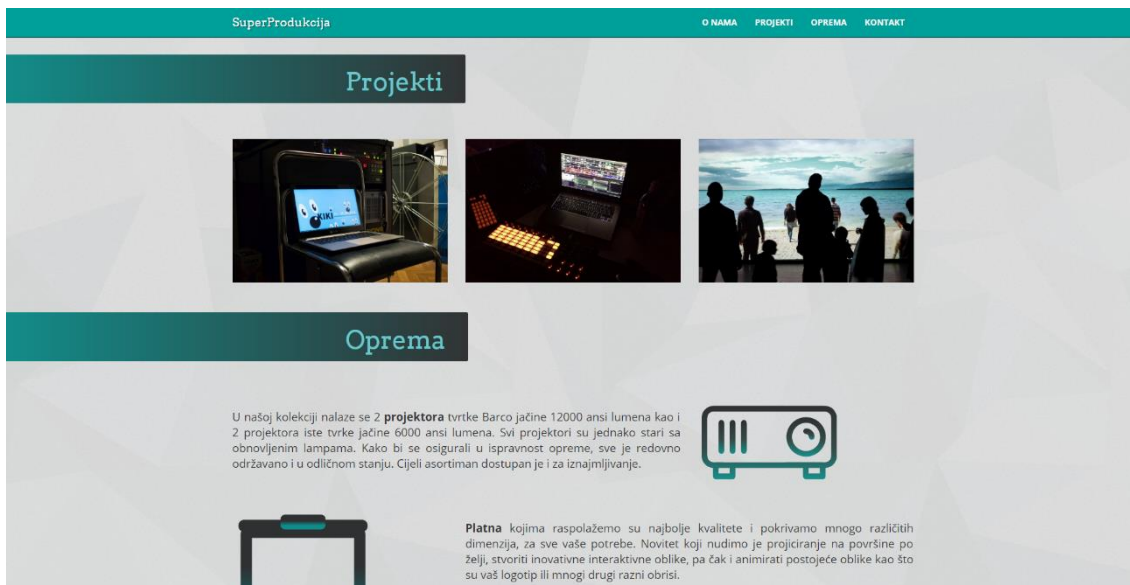 SuperProdukcija
O NAMA PROJEKTI OPREMA KONTAKT
Projekti
KIKI
Oprema
U našoj kolekciji nalaze se 2 projektora tvrtke Barco jačine 12000 ansi lumena kao i
2 projektora iste tvrke jačine 6000 ansi lumena. Svi projektori su jednako stari sa
obnovljenim lampama. Kako bi se osigurali u ispravnost opreme, sve je redovno
održavano i u odličnom stanju. Cijeli asortiman dostupan je i za iznajmljivanje.
Platna kojima raspolažemo su najbolje kvalitete i pokrivamo mnogo različitih
dimenzija, za sve vaše potrebe. Novitet koji nudimo je projiciranje na površine po
želji, stvoriti inovativne interaktivne oblike, pa čak i animirati postojeće oblike kao što
su vaš logotip ili mnogi drugi razni obrisi.